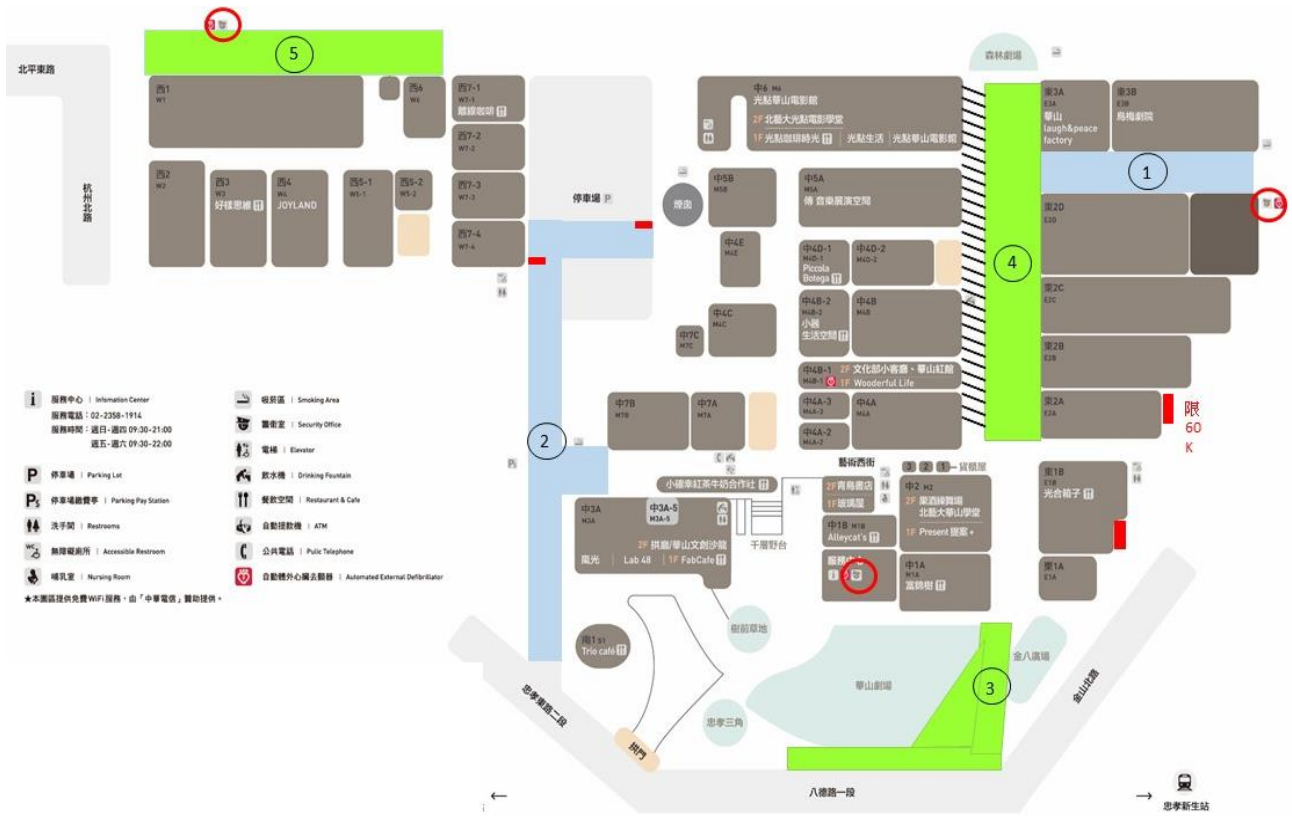 5
北平東路
杭州北路
西1
W1
西6
W6
西7-1
W7-1
離線咖啡
西7-2
W7-2
西7-3
W7-3
西7-4
W7-4
西2
W2
西3
W3
好樣思維
西4
W4
JOYLAND
西5-1
W5-1
西5-2
W5-2
停車場 P
煙囪
中6 M6
光點華山電影館
2F 北藝大光點電影學堂
1F 光點咖啡時光 | 光點生活 | 光點華山電影館
森林劇場
東3A
E3A
華山
laugh&peace
factory
東3B
E3B
烏梅劇院
1
中5B
M5B
中5A
M5A
傳 音樂展演空間
東2D
E2D
4
中4E
M4E
中4D-1
M4D-1
Piccola
Botega
中4D-2
M4D-2
東2C
E2C
中4C
M4C
中7C
M7C
中4B-2
M4B-2
小器
生活空間
中4B
M4B
東2B
E2B
中4B-1
M4B-1
2F 文化部小客廳、華山紅館
1F Wooderful Life
中7B
M7B
中7A
M7A
中4A-3
M4A-3
中4A
M4A
中4A-2
M4A-2
東2A
E2A
限
60
K
2
藝術西街
3 2 1 — 貨櫃屋
小確幸紅茶牛奶合作社
2F青鳥書店
1F玻璃屋
中2 M2
2F 果酒練舞場
北藝大華山學堂
1F Present 提案+
東1B
E1B
光合箱子
中3A
M3A
中3A-5
M3A-5
2F 拱廳/華山文創沙龍
風光 | Lab 48 | 1F FabCafe
千層野台
中1B M1B
Alleycat's
服務中心
i
中1A
M1A
富錦樹
東1A
E1A
樹前草地
南1 S1
Trio café
華山劇場
3
金八廣場
金山北路
忠孝三角
忠孝東路二段
拱門
八德路一段
忠孝新生站
i 服務中心 | Infomation Center
服務電話：02-2358-1914
服務時間：週日-週四 09:30-21:00
週五-週六 09:30-22:00
P 停車場 | Parking Lot
Ps 停車場繳費亭 | Parking Pay Station
洗手間 | Restrooms
無障礙廁所 | Accessible Restroom
哺乳室 | Nursing Room
吸菸區 | Smoking Area
警衛室 | Security Office
電梯 | Elevator
飲水機 | Drinking Fountain
餐飲空間 | Restaurant & Cafe
自動提款機 | ATM
公共電話 | Pulic Telephone
自動體外心臟去顫器 | Automated External Defibrillator
★本園區提供免費WiFi服務，由「中華電信」贊助提供。